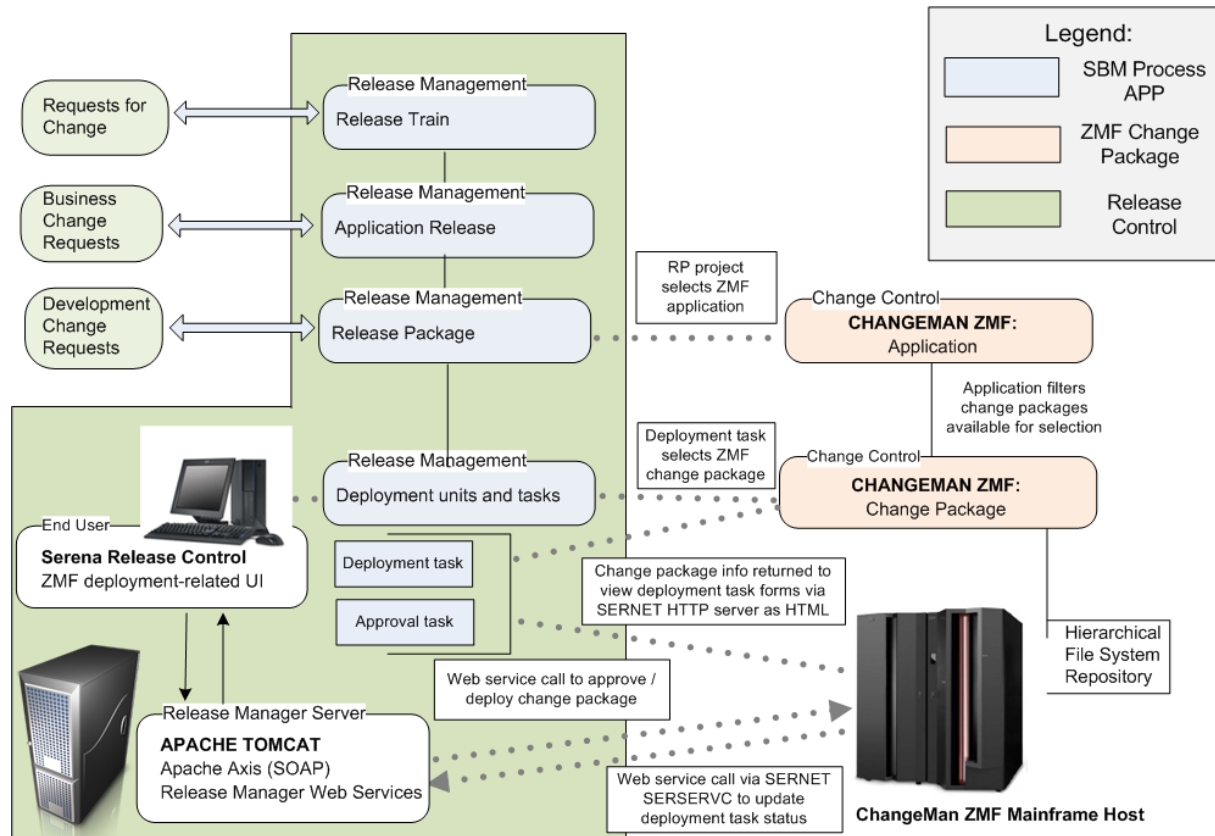 Legend:
SBM Process
APP
ZMF Change
Package
Release
Control
Requests for
Change
Release Management
Release Train
Business
Change
Requests
Release Management
Application Release
Development
Change
Requests
Release Management
Release Package
RP project
selects ZMF
application
Change Control
CHANGEMAN ZMF:
Application
Application filters
change packages
available for selection
Release Management
Deployment units and tasks
Deployment task
selects ZMF
change package
Change Control
CHANGEMAN ZMF:
Change Package
End User
Serena Release Control
ZMF deployment-related UI
Deployment task
Approval task
Change package info returned to
view deployment task forms via
SERNET HTTP server as HTML
Hierarchical
File System
Repository
Web service call to approve /
deploy change package
Release Manager Server
APACHE TOMCAT
Apache Axis (SOAP)
Release Manager Web Services
Web service call via SERNET
SERSERVC to update
deployment task status
ChangeMan ZMF Mainframe Host